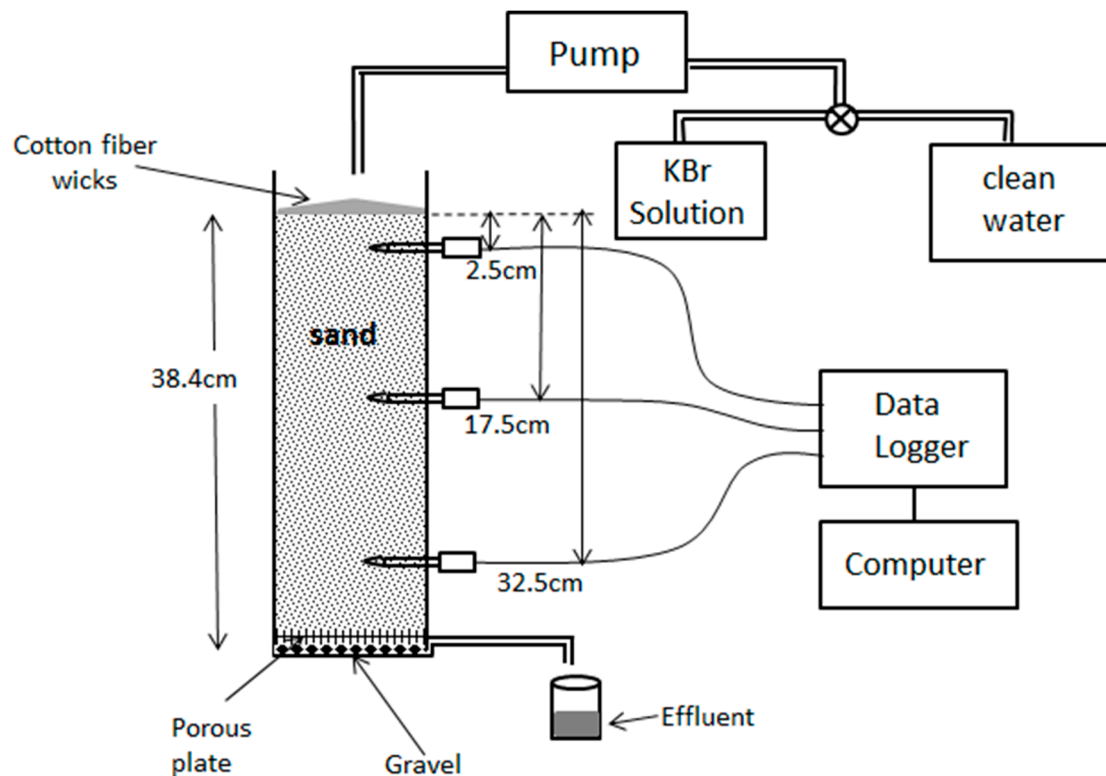 Pump
Cotton fiber
wicks
KBr
Solution
clean
water
2.5cm
sand
38.4cm
17.5cm
Data
Logger
32.5cm
Computer
Porous
plate
Gravel
Effluent